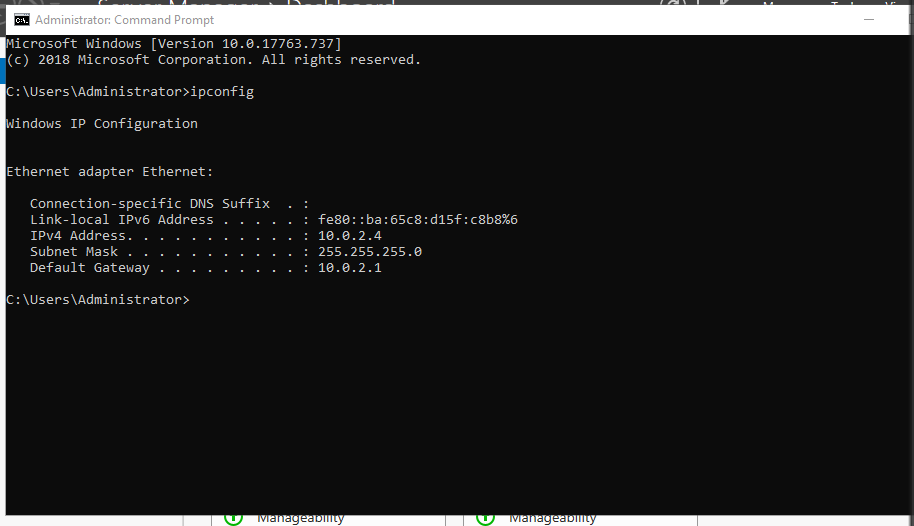 Server Manager › Dashboard
Administrator: Command Prompt
Microsoft Windows [Version 10.0.17763.737]
(c) 2018 Microsoft Corporation. All rights reserved.
C:\Users\Administrator>ipconfig
Windows IP Configuration
Ethernet adapter Ethernet:
Connection-specific DNS Suffix  . :
Link-local IPv6 Address . . . . . : fe80::ba:65c8:d15f:c8b8%6
IPv4 Address. . . . . . . . . . . : 10.0.2.4
Subnet Mask . . . . . . . . . . . : 255.255.255.0
Default Gateway . . . . . . . . . : 10.0.2.1
C:\Users\Administrator>
Manageability
Manageability